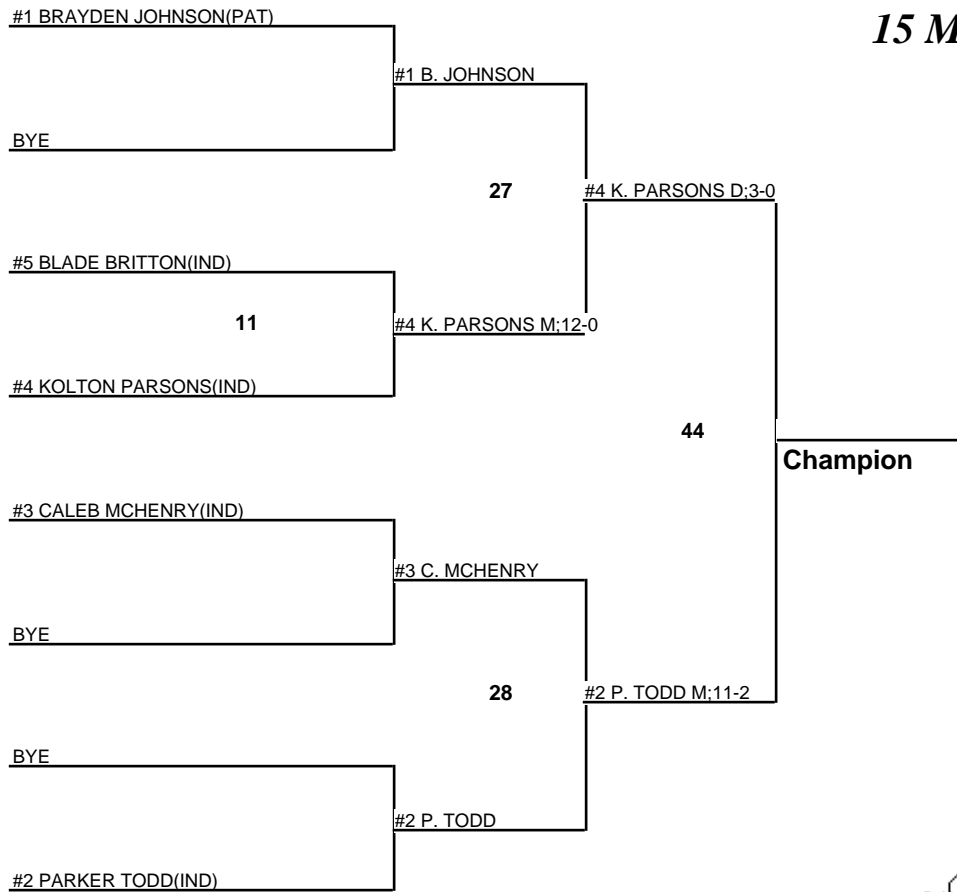 #1 BRAYDEN JOHNSON(PAT)
15 M
#1 B. JOHNSON
BYE
27
#4 K. PARSONS D;3-0
#5 BLADE BRITTON(IND)
11
#4 K. PARSONS M;12-0
#4 KOLTON PARSONS(IND)
44
Champion
#3 CALEB MCHENRY(IND)
#3 C. MCHENRY
BYE
28
#2 P. TODD M;11-2
BYE
#2 P. TODD
#2 PARKER TODD(IND)